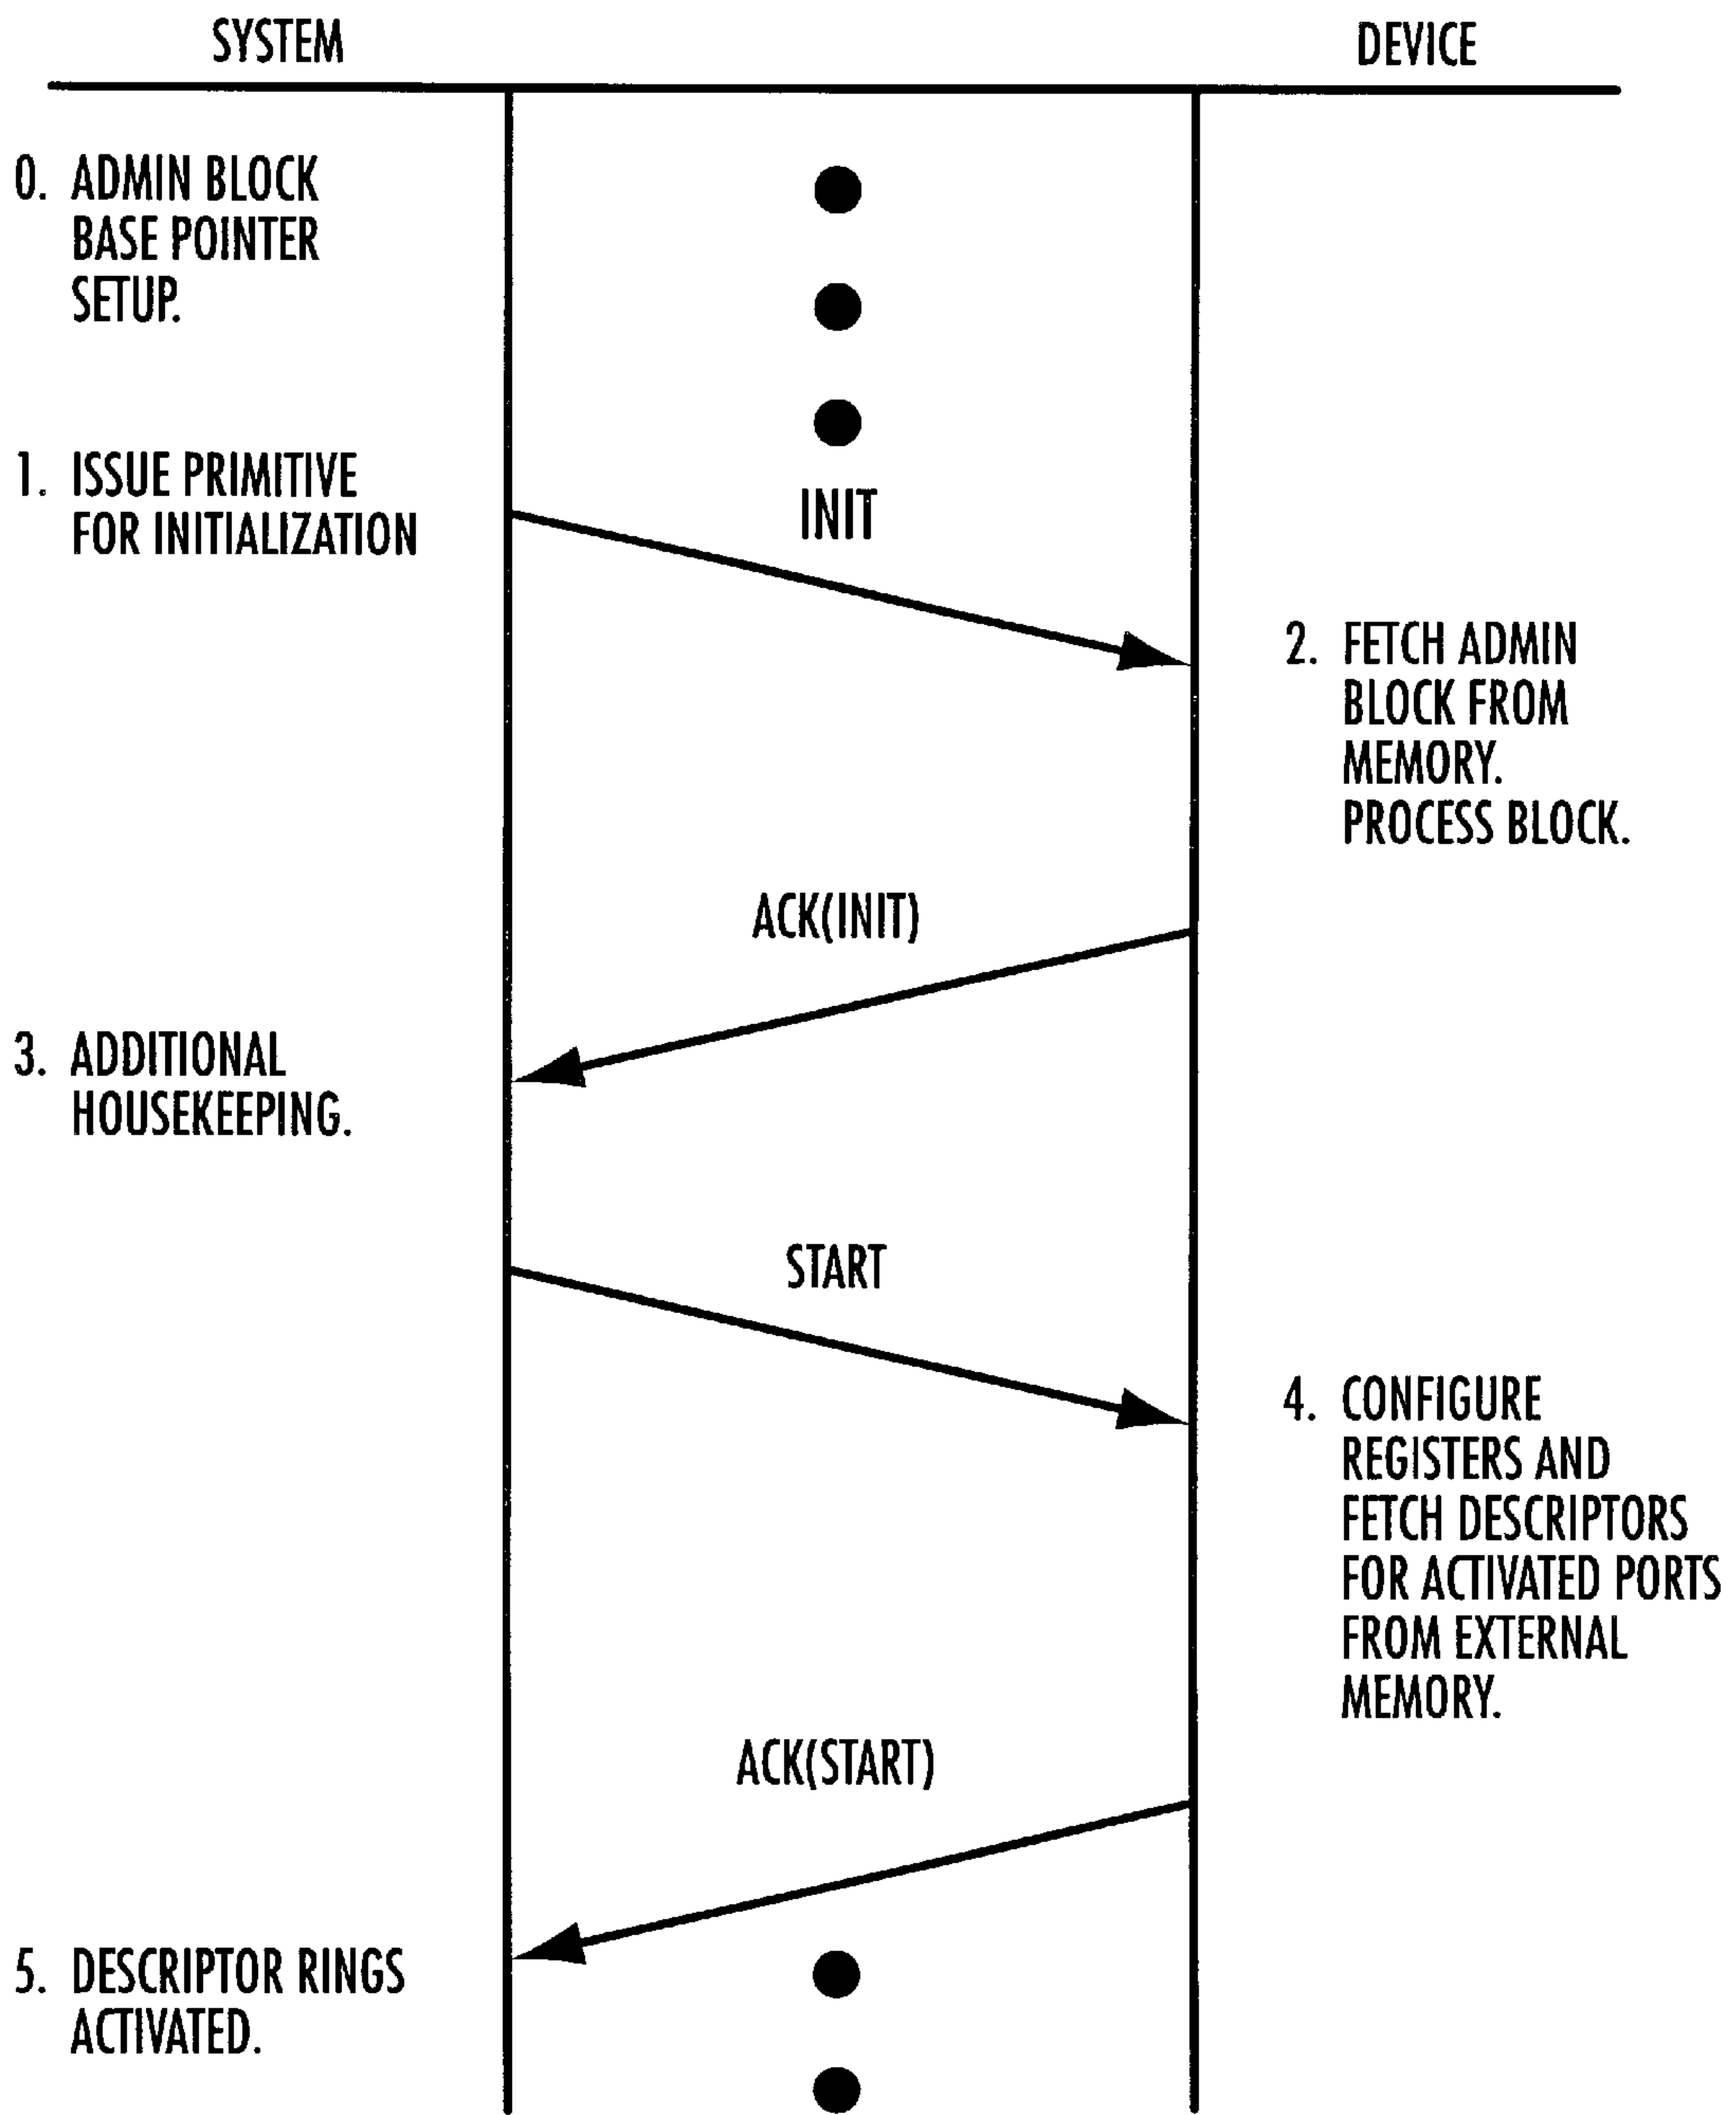 SYSTEM
DEVICE
0. ADMIN BLOCK
BASE POINTER
SETUP.
1. ISSUE PRIMITIVE
FOR INITIALIZATION
INIT
2. FETCH ADMIN
BLOCK FROM
MEMORY.
PROCESS BLOCK.
ACK(INIT)
3. ADDITIONAL
HOUSEKEEPING.
START
4. CONFIGURE
REGISTERS AND
FETCH DESCRIPTORS
FOR ACTIVATED PORTS
FROM EXTERNAL
MEMORY.
ACK(START)
5. DESCRIPTOR RINGS
ACTIVATED.